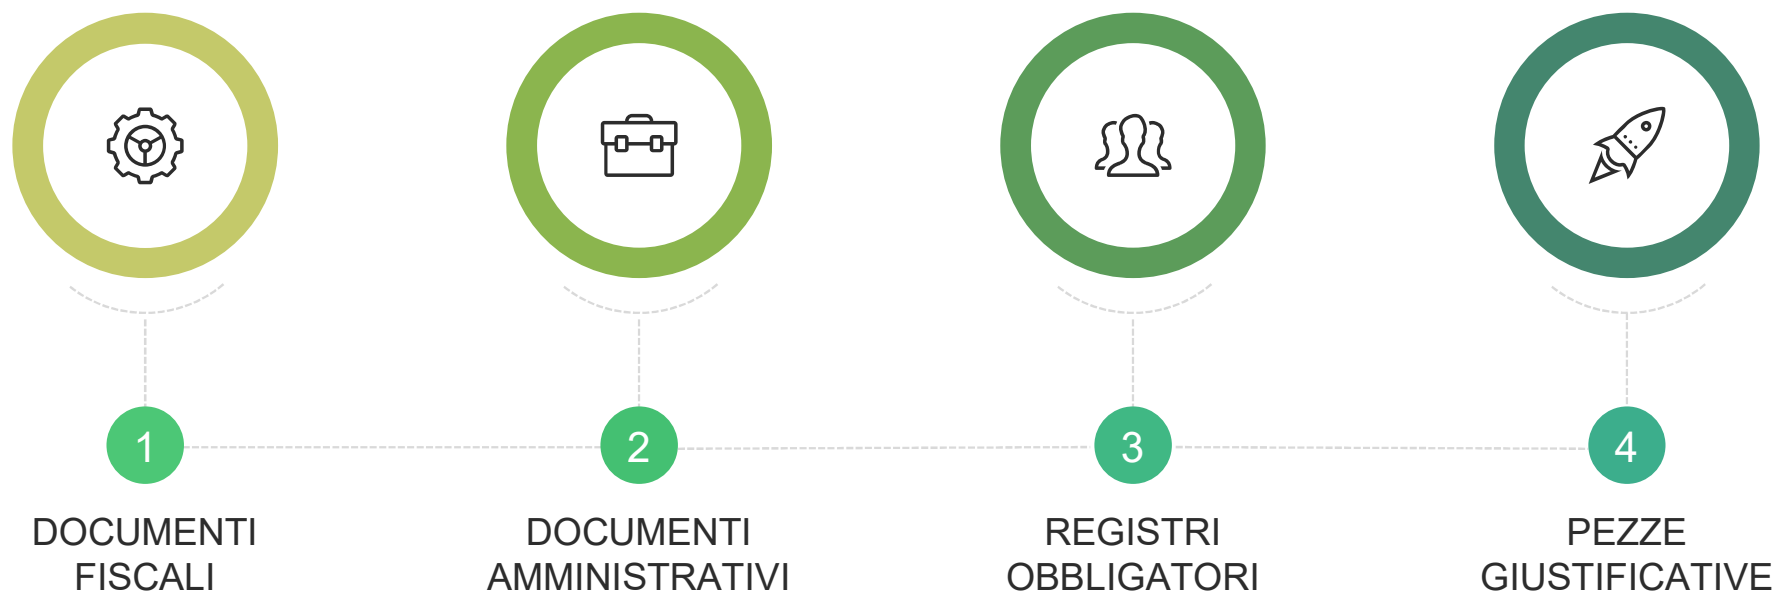 1
DOCUMENTI
FISCALI
2
DOCUMENTI
AMMINISTRATIVI
3
REGISTRI
OBBLIGATORI
4
PEZZE
GIUSTIFICATIVE